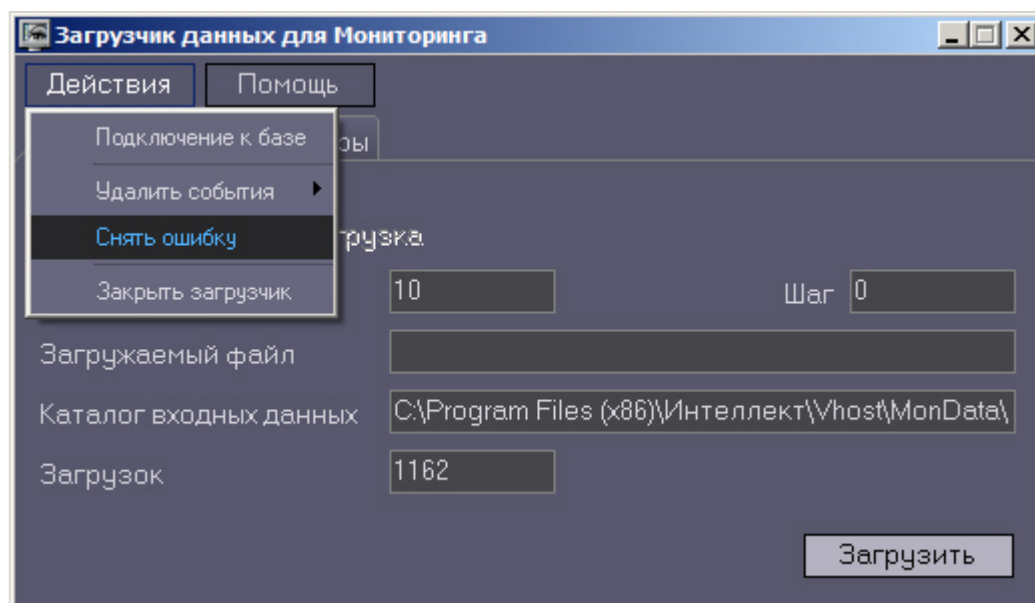 Загрузчик данных для Мониторинга
Действия Помощь
Подключение к базе
Удалить события
Снять ошибку
Закрыть загрузчик
10 Шаг 0
Загружаемый файл
Каталог входных данных C:\Program Files (x86)\Интеллект\Vhost\MonData\
Загрузок 1162
Загрузить